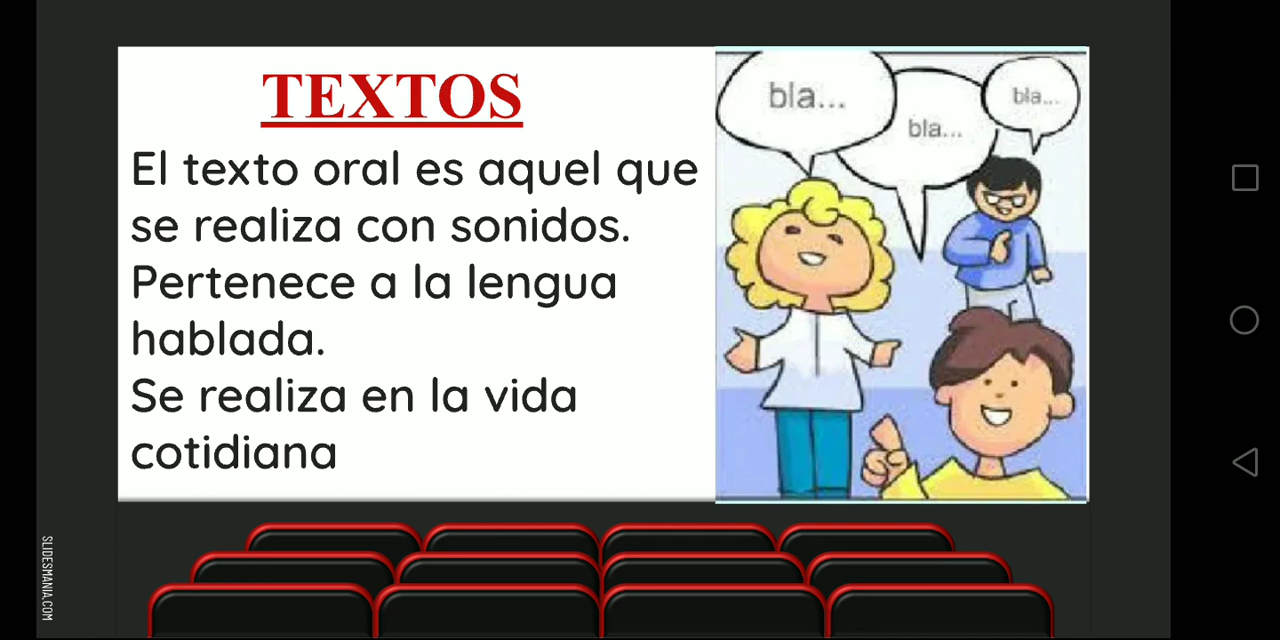 TEXTOS
El texto oral es aquel que
se realiza con sonidos.
Pertenece a la lengua
hablada.
Se realiza en la vida
cotidiana
bla...
bla...
bla...
SLIDESMANIA.COM